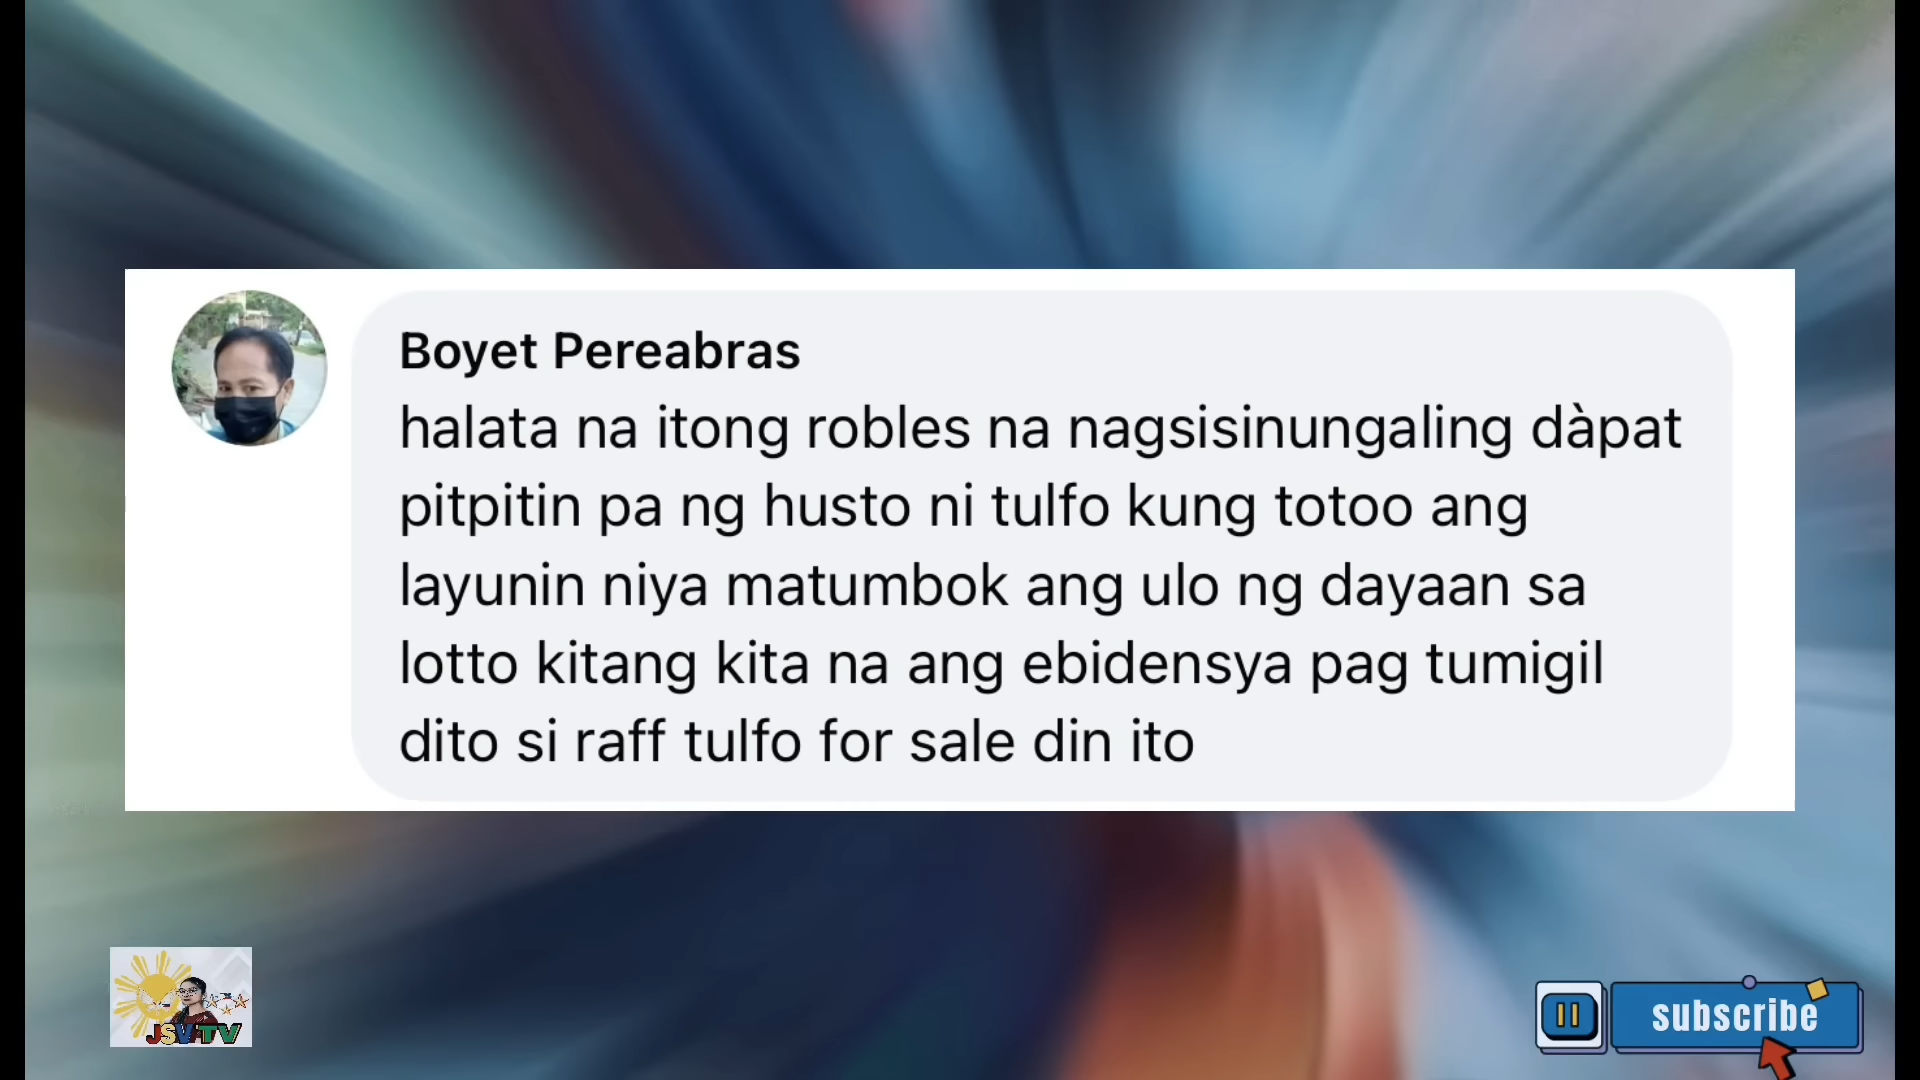 Boyet Pereabras
halata na itong robles na nagsisinungaling dàpat
pitpitin pa ng husto ni tulfo kung totoo ang
layunin niya matumbok ang ulo ng dayaan sa
lotto kitang kita na ang ebidensya pag tumigil
dito si raff tulfo for sale din ito
JSV TV
subscribe